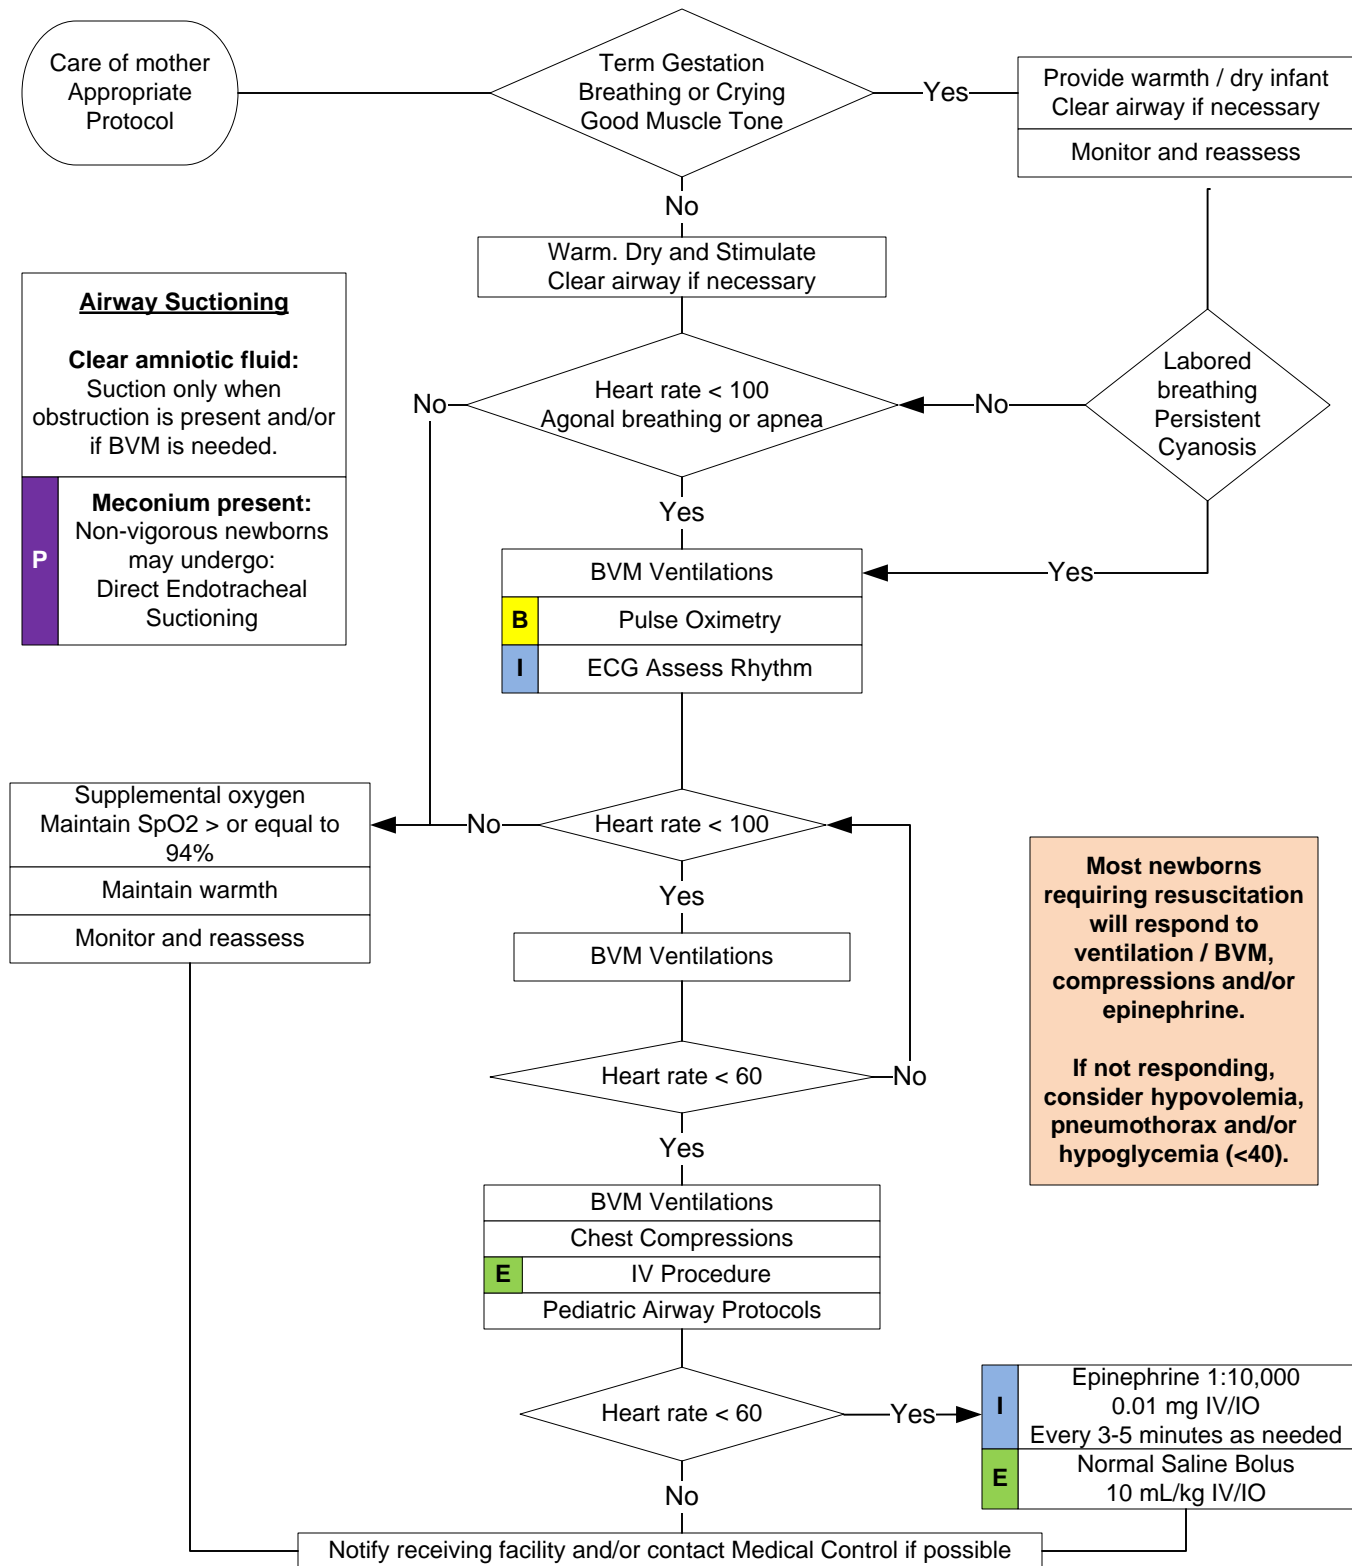 Care of mother
Appropriate
Protocol
Term Gestation
Breathing or Crying
Good Muscle Tone
Yes
Provide warmth / dry infant
Clear airway if necessary
Monitor and reassess
No
Warm. Dry and Stimulate
Clear airway if necessary
Airway Suctioning
Clear amniotic fluid:
Suction only when
obstruction is present and/or
if BVM is needed.
P
Meconium present:
Non-vigorous newborns
may undergo:
Direct Endotracheal
Suctioning
No
Heart rate < 100
Agonal breathing or apnea
No
Labored
breathing
Persistent
Cyanosis
Yes
Yes
BVM Ventilations
B
Pulse Oximetry
I
ECG Assess Rhythm
Supplemental oxygen
Maintain SpO2 > or equal to
94%
Maintain warmth
Monitor and reassess
No
Heart rate < 100
Yes
BVM Ventilations
Heart rate < 60
No
Yes
Most newborns
requiring resuscitation
will respond to
ventilation / BVM,
compressions and/or
epinephrine.
If not responding,
consider hypovolemia,
pneumothorax and/or
hypoglycemia (<40).
BVM Ventilations
Chest Compressions
E
IV Procedure
Pediatric Airway Protocols
Heart rate < 60
Yes
I
Epinephrine 1:10,000
0.01 mg IV/IO
Every 3-5 minutes as needed
E
Normal Saline Bolus
10 mL/kg IV/IO
No
Notify receiving facility and/or contact Medical Control if possible